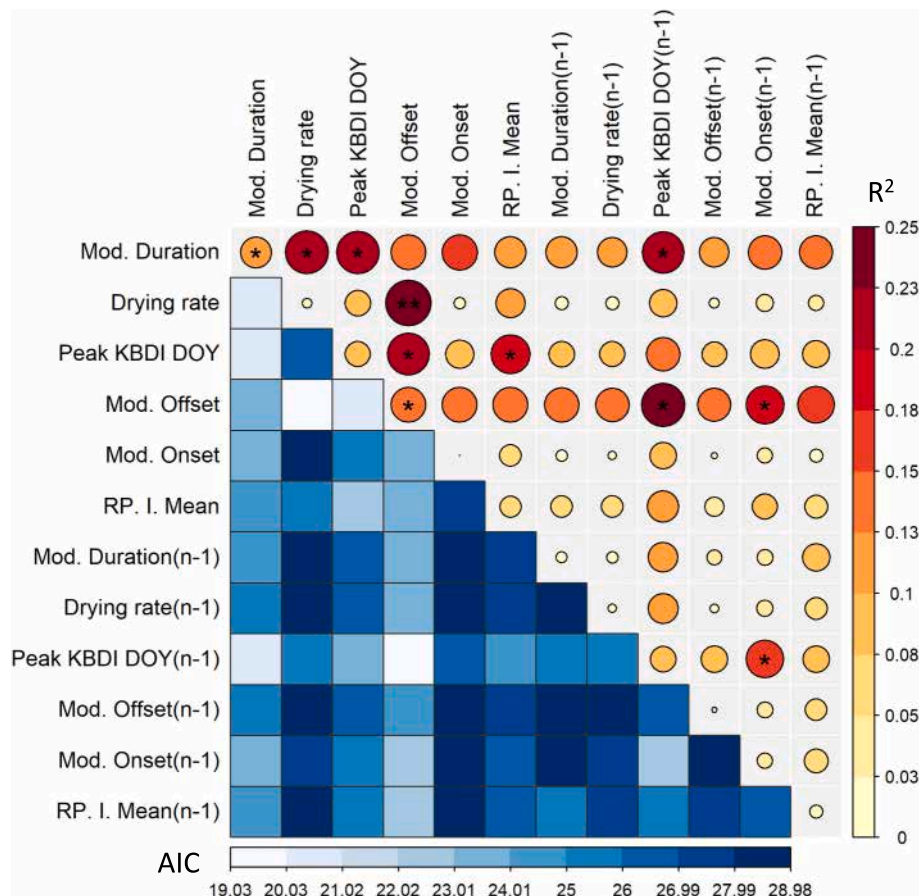 Mod. Duration
Drying rate
Peak KBDI DOY
Mod. Offset
Mod. Onset
RP. I. Mean
Mod. Duration(n-1)
Drying rate(n-1)
Peak KBDI DOY(n-1)
Mod. Offset(n-1)
Mod. Onset(n-1)
RP. I. Mean(n-1)
R²
Mod. Duration * * * *
Drying rate **
Peak KBDI DOY * *
Mod. Offset * * *
Mod. Onset
RP. I. Mean
Mod. Duration(n-1)
Drying rate(n-1)
Peak KBDI DOY(n-1) *
Mod. Offset(n-1)
Mod. Onset(n-1)
RP. I. Mean(n-1)
0.25
0.23
0.2
0.18
0.15
0.13
0.1
0.08
0.05
0.03
0
AIC
19.03 20.03 21.02 22.02 23.01 24.01 25 26 26.99 27.99 28.98